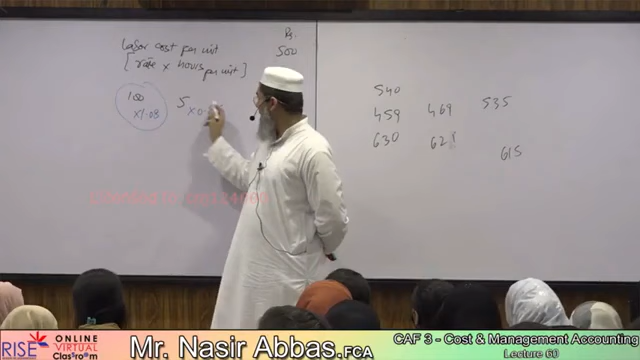 Rs.
Labor cost per unit 500
[ rate x hours per unit ]
100 5
x1.08 x0.
540
459 469 535
630 628
615
RISE ONLINE VIRTUAL Classroom
Mr. Nasir Abbas.FCA
CAF 3 - Cost & Management Accounting
Lecture 60